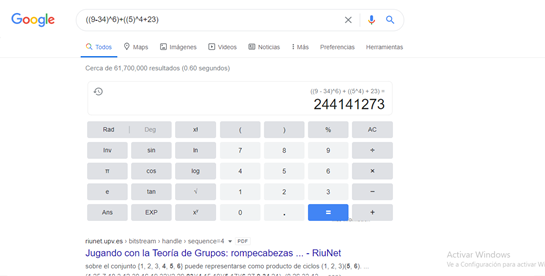 Google
((9-34)^6)+((5)^4+23)
Todos Maps Imágenes Videos Noticias Más Preferencias Herramientas
Cerca de 61,700,000 resultados (0.60 segundos)
((9 - 34)^6) + ((5^4) + 23) =
244141273
Rad Deg x! ( ) % AC
Inv sin ln 7 8 9 ÷
π cos log 4 5 6 ×
e tan √ 1 2 3 −
Ans EXP xʸ 0 . = +
riunet.upv.es › bitstream › handle › sequence=4 PDF
Jugando con la Teoría de Grupos: rompecabezas ... - RiuNet
sobre el conjunto {1, 2, 3, 4, 5, 6} puede representarse como producto de ciclos (1, 2, 3)(5, 6). ...
Activar Windows
Ve a Configuración para activar W